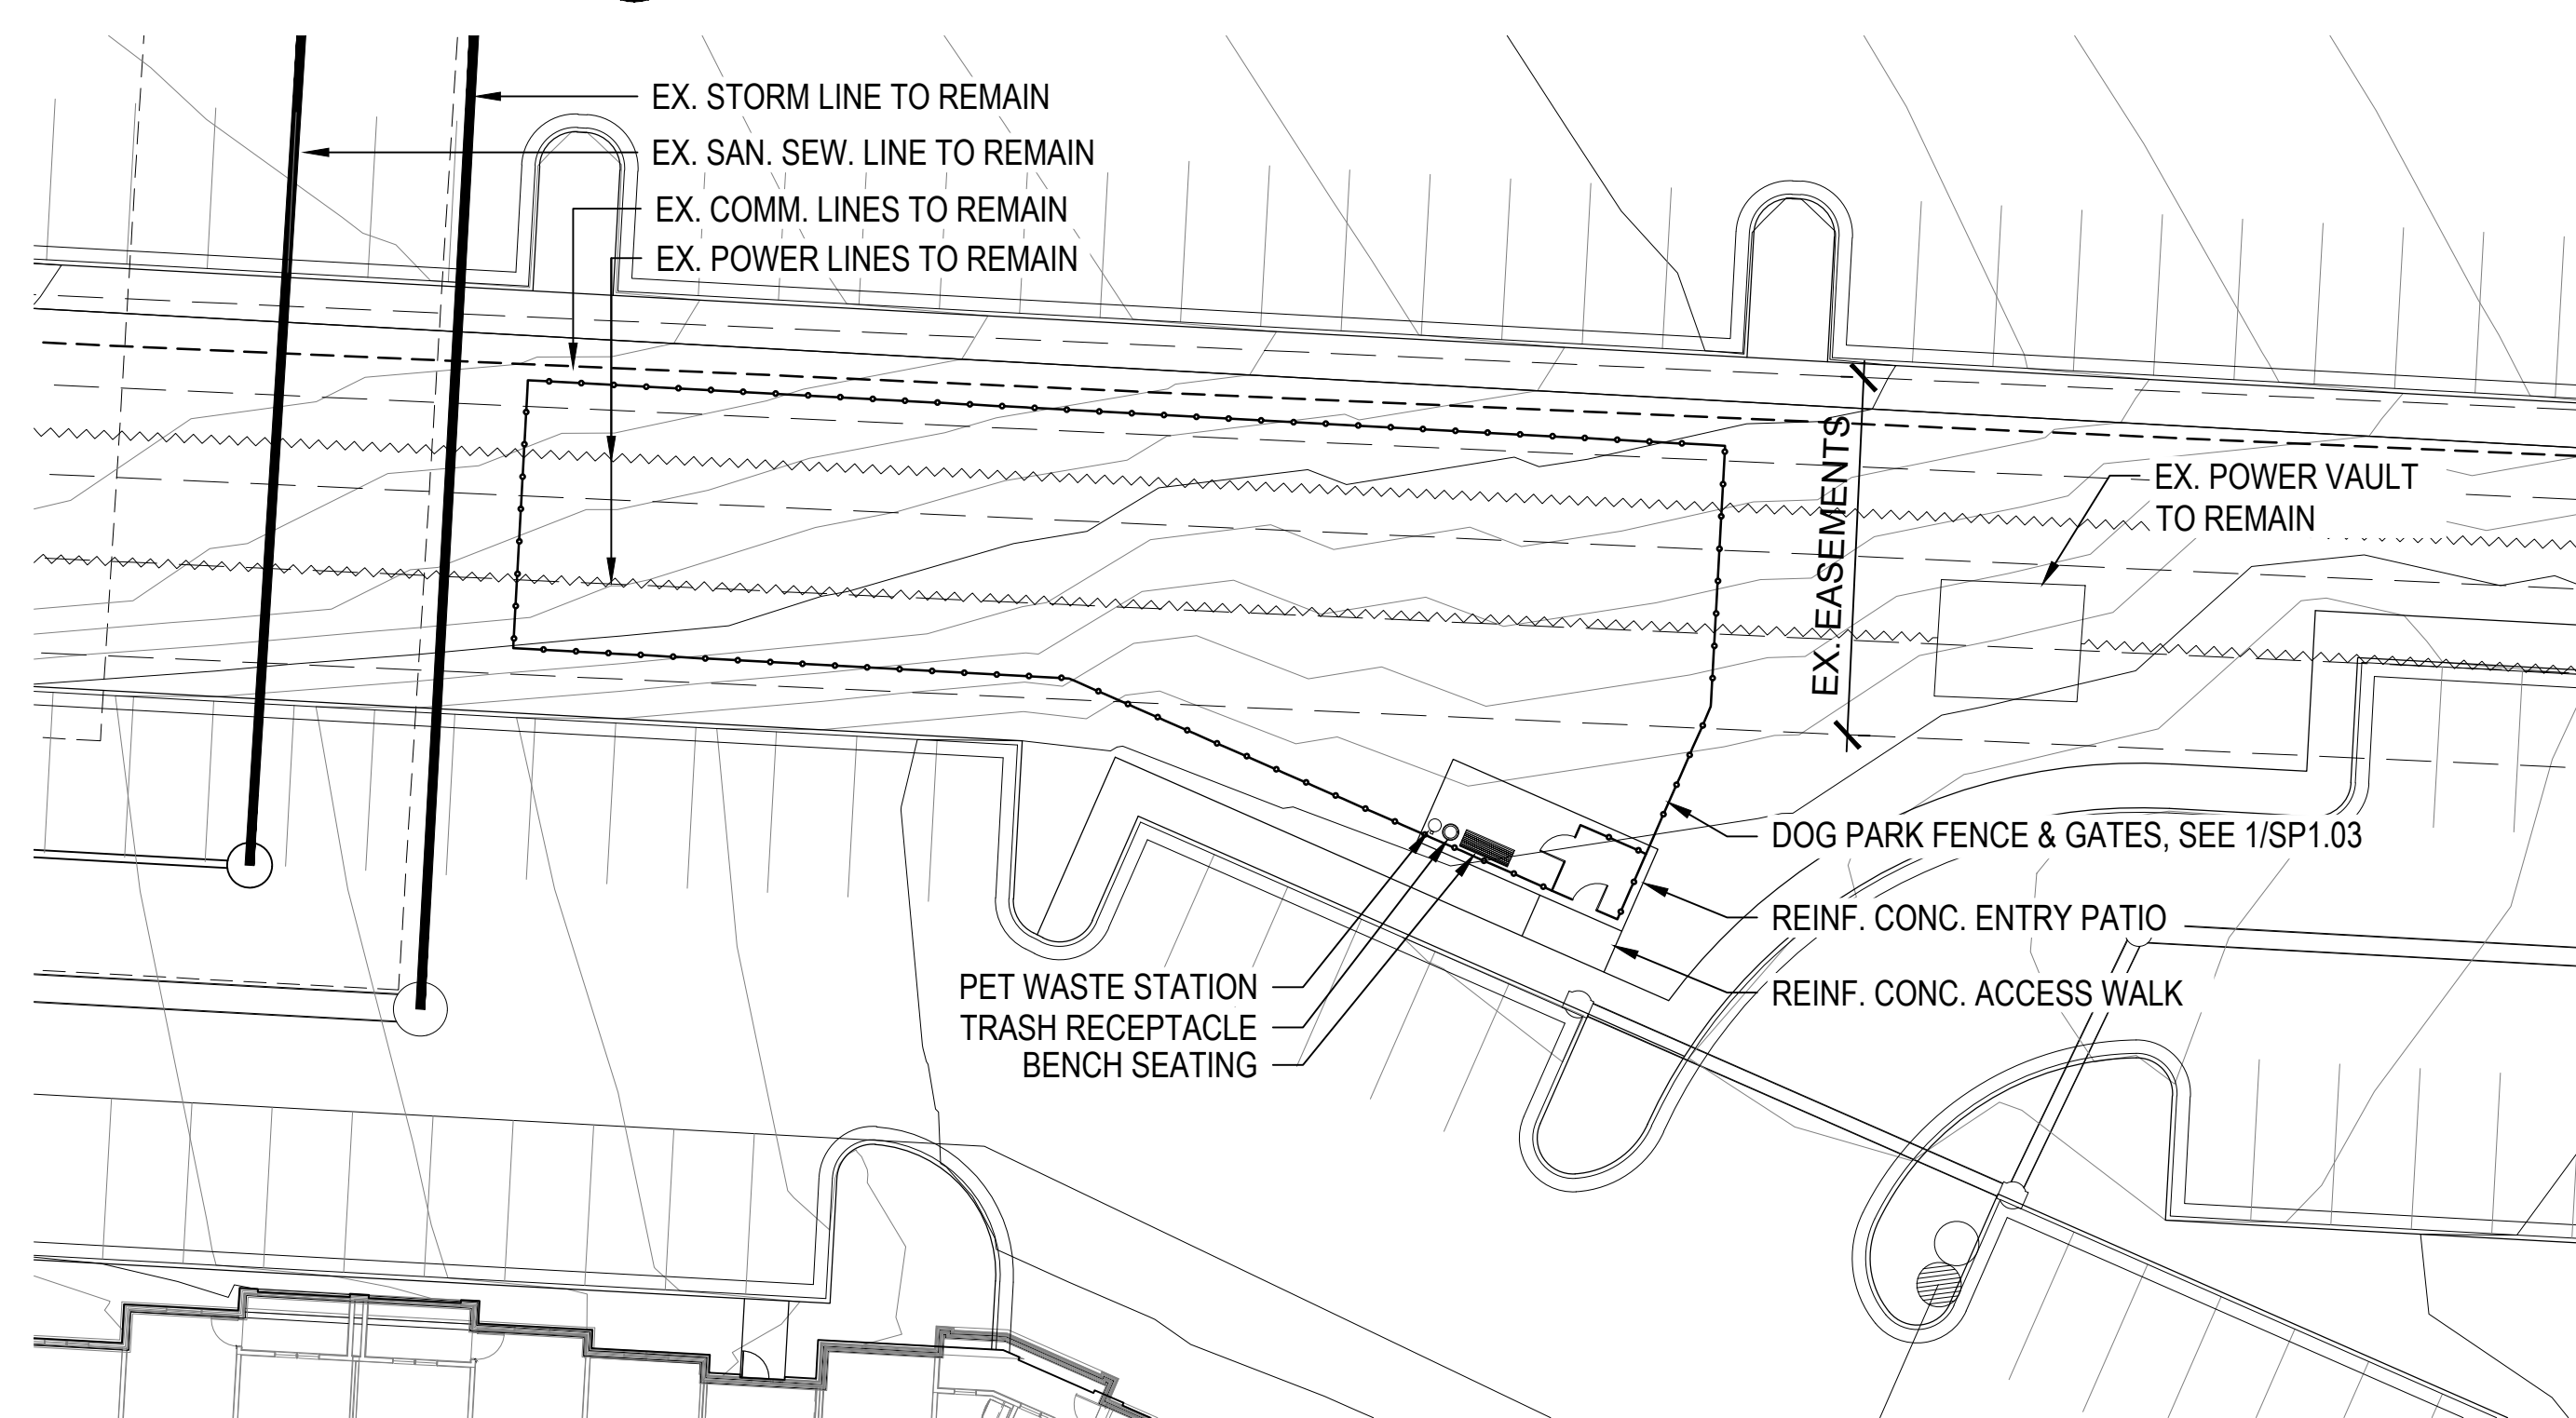 EX. STORM LINE TO REMAIN
EX. SAN. SEW. LINE TO REMAIN
EX. COMM. LINES TO REMAIN
EX. POWER LINES TO REMAIN
EX. EASEMENTS
EX. POWER VAULT
TO REMAIN
DOG PARK FENCE & GATES, SEE 1/SP1.03
REINF. CONC. ENTRY PATIO
REINF. CONC. ACCESS WALK
PET WASTE STATION
TRASH RECEPTACLE
BENCH SEATING